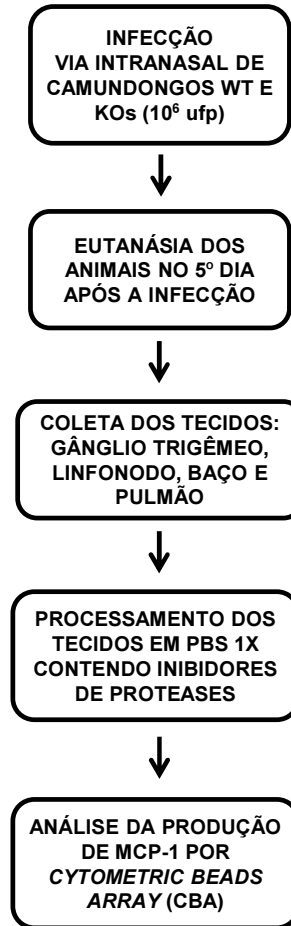 INFECÇÃO
VIA INTRANASAL DE
CAMUNDONGOS WT E
KOs (10⁶ ufp)
EUTANÁSIA DOS
ANIMAIS NO 5º DIA
APÓS A INFECÇÃO
COLETA DOS TECIDOS:
GÂNGLIO TRIGÊMEO,
LINFONODO, BAÇO E
PULMÃO
PROCESSAMENTO DOS
TECIDOS EM PBS 1X
CONTENDO INIBIDORES
DE PROTEASES
ANÁLISE DA PRODUÇÃO
DE MCP-1 POR
CYTOMETRIC BEADS
ARRAY (CBA)